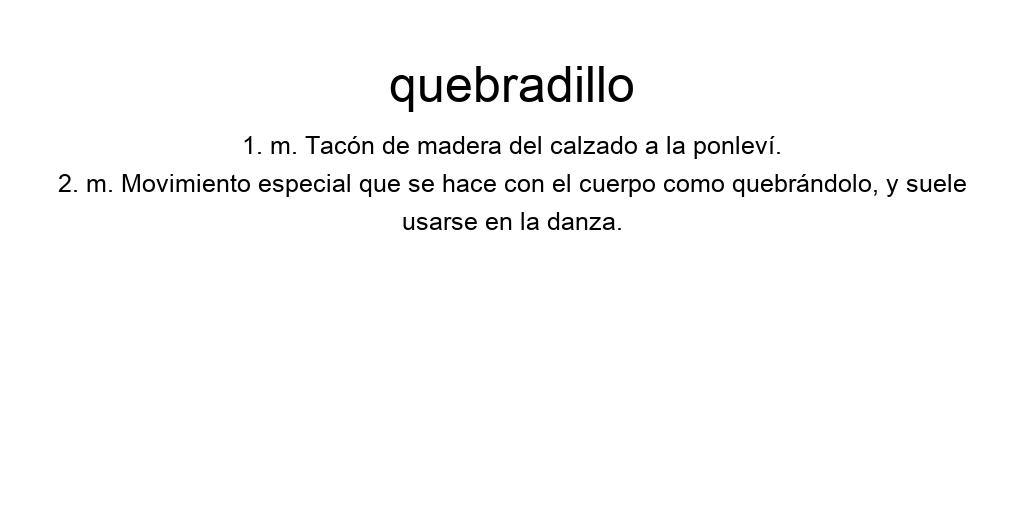 quebradillo
1. m. Tacón de madera del calzado a la ponleví.
2. m. Movimiento especial que se hace con el cuerpo como quebrándolo, y suele
usarse en la danza.